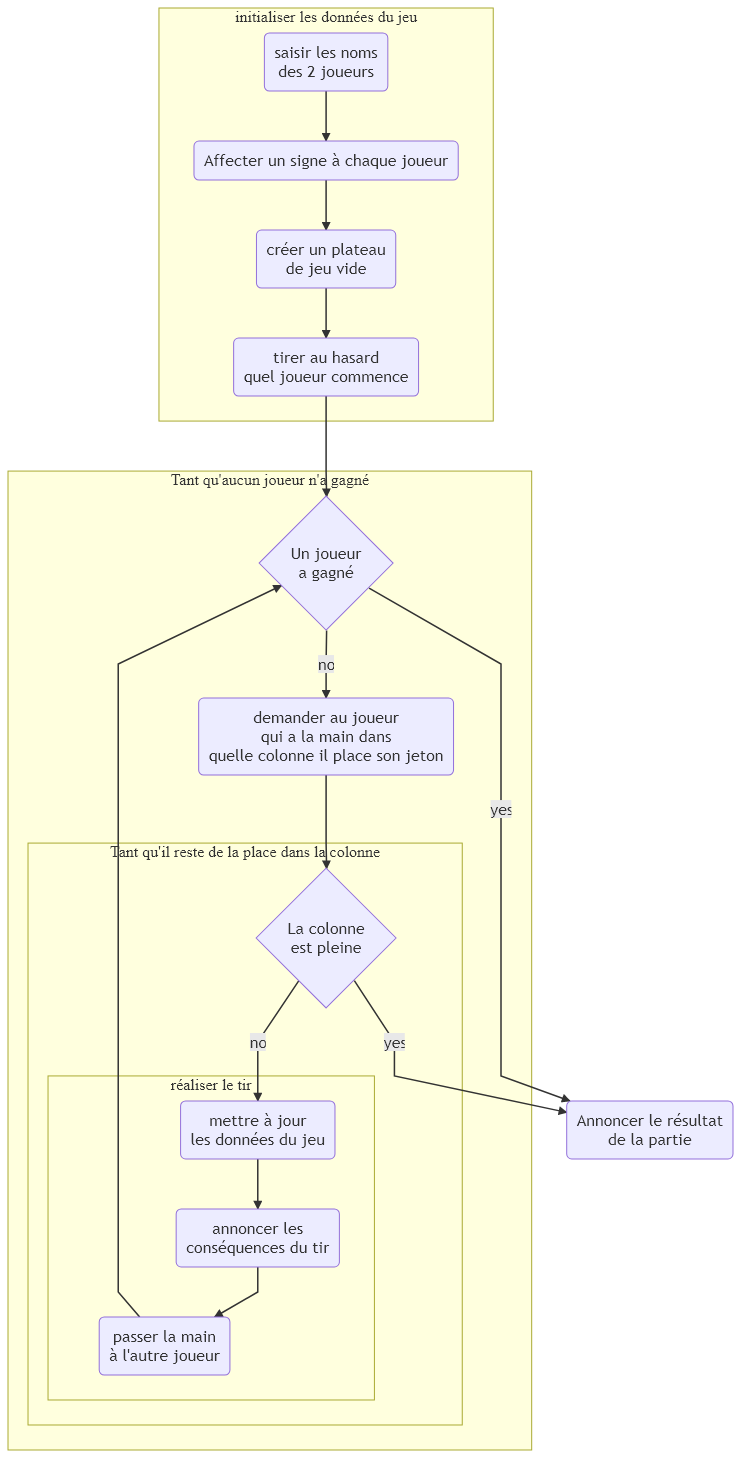 initialiser les données du jeu
saisir les noms
des 2 joueurs
Affecter un signe à chaque joueur
créer un plateau
de jeu vide
tirer au hasard
quel joueur commence
Tant qu'aucun joueur n'a gagné
Un joueur
a gagné
no
demander au joueur
qui a la main dans
quelle colonne il place son jeton
yes
Tant qu'il reste de la place dans la colonne
La colonne
est pleine
no
yes
réaliser le tir
mettre à jour
les données du jeu
Annoncer le résultat
de la partie
annoncer les
conséquences du tir
passer la main
à l'autre joueur